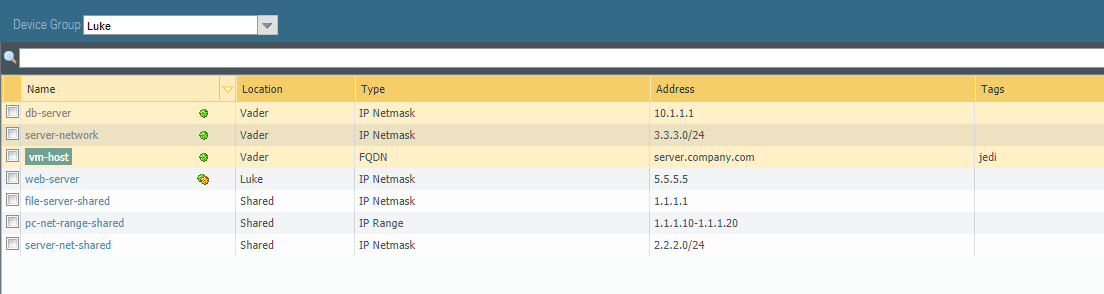 Device Group Luke
Name Location Type Address Tags
db-server Vader IP Netmask 10.1.1.1
server-network Vader IP Netmask 3.3.3.0/24
vm-host Vader FQDN server.company.com jedi
web-server Luke IP Netmask 5.5.5.5
file-server-shared Shared IP Netmask 1.1.1.1
pc-net-range-shared Shared IP Range 1.1.1.10-1.1.1.20
server-net-shared Shared IP Netmask 2.2.2.0/24